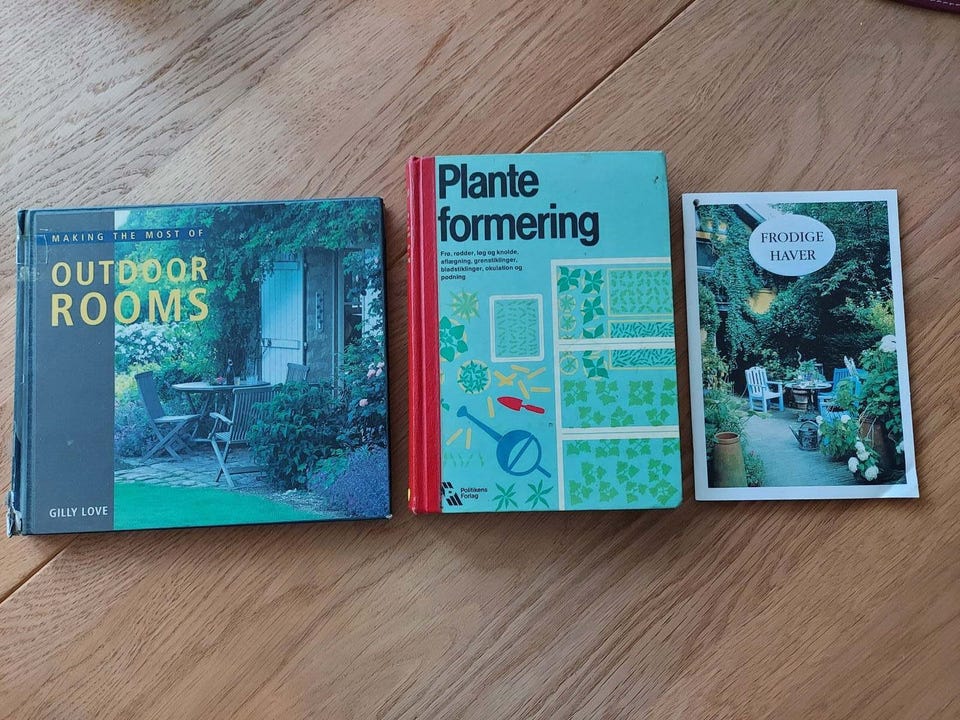 MAKING THE MOST OF
OUTDOOR
ROOMS
GILLY LOVE
Plante
formering
Frø, rødder, løg og knolde,
aflægning, grenstiklinger,
bladstiklinger, okulation og
podning
Politikens
Forlag
FRODIGE
HAVER